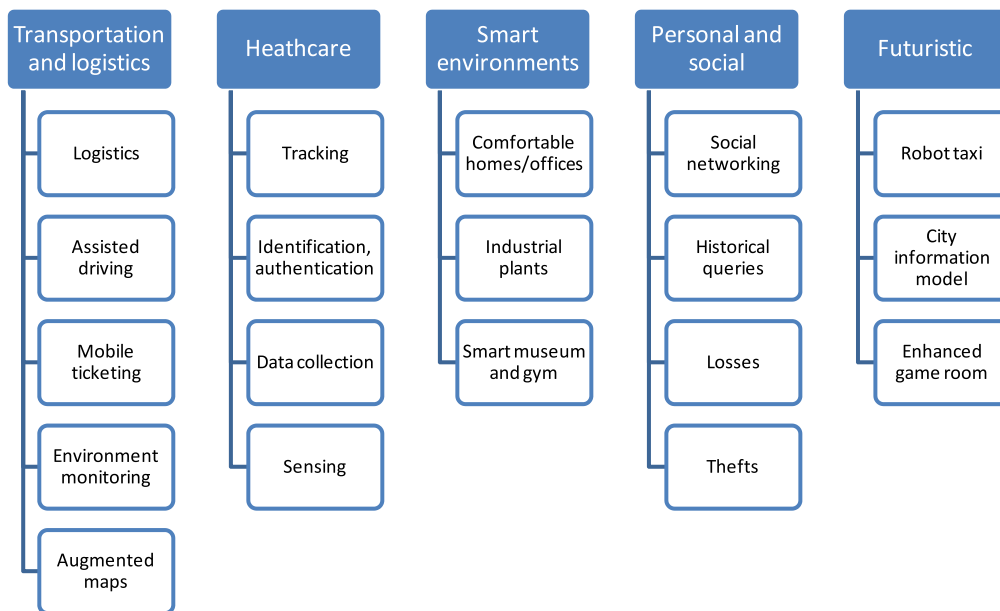 Transportation
and logistics
Logistics
Assisted
driving
Mobile
ticketing
Environment
monitoring
Augmented
maps
Heathcare
Tracking
Identification,
authentication
Data collection
Sensing
Smart
environments
Comfortable
homes/offices
Industrial
plants
Smart museum
and gym
Personal and
social
Social
networking
Historical
queries
Losses
Thefts
Futuristic
Robot taxi
City
information
model
Enhanced
game room